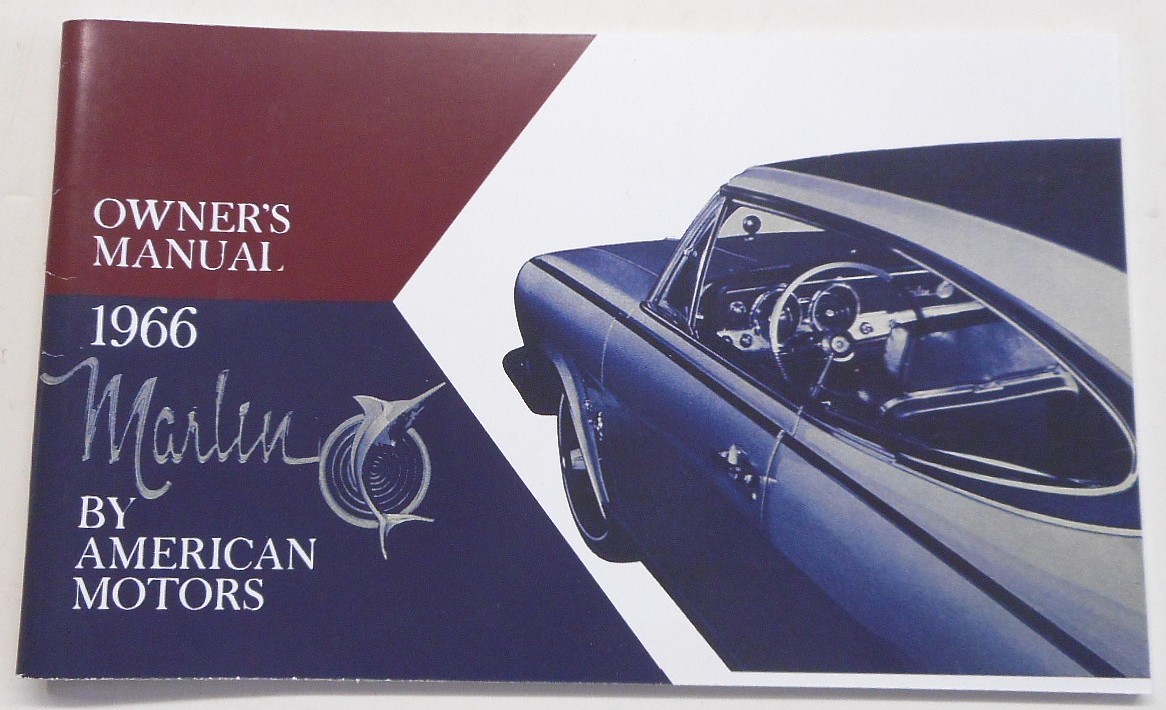 OWNER'S
MANUAL
1966
Marlin
BY
AMERICAN
MOTORS